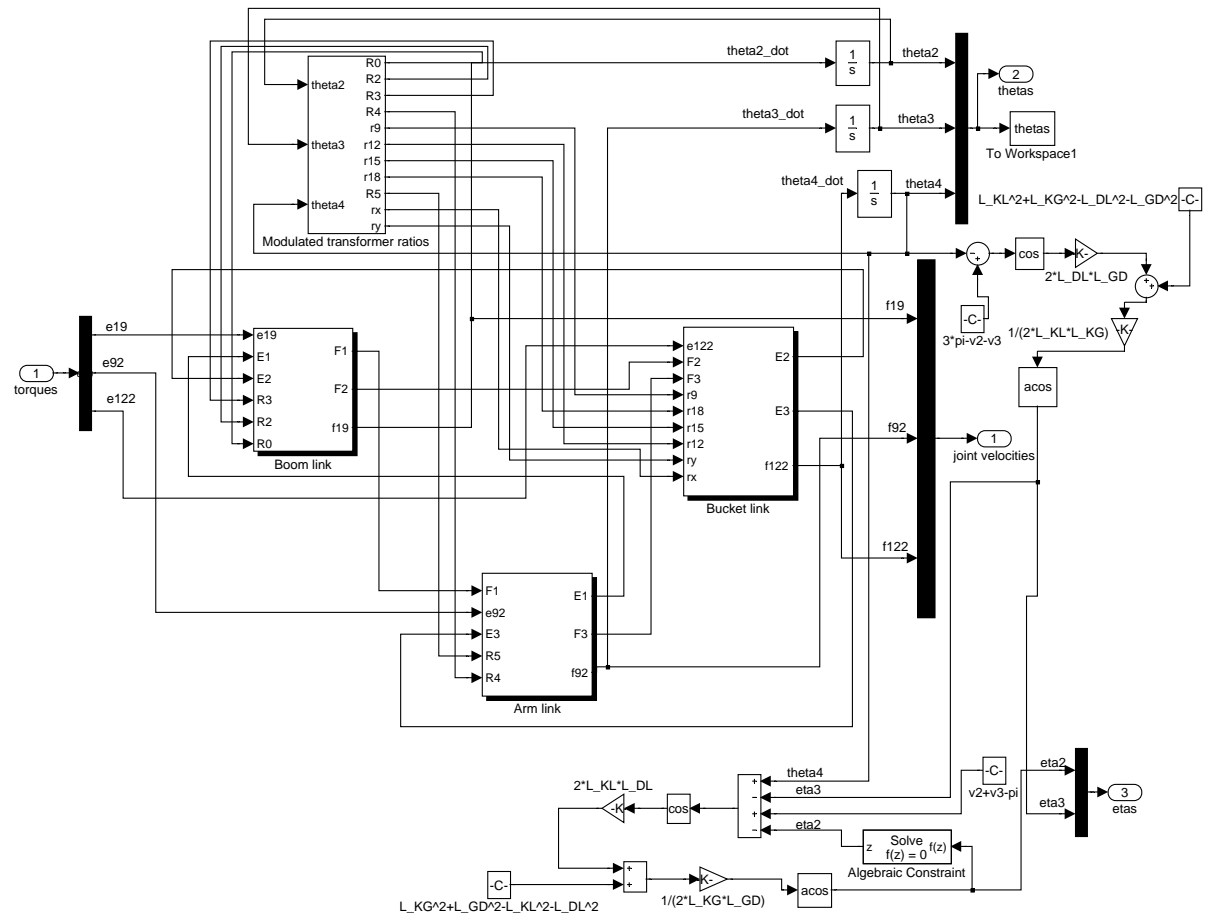 R0
R2
R3
R4
r9
r12
r15
r18
R5
rx
ry
theta2
theta3
theta4
Modulated transformer ratios
theta2_dot
1
s
theta2
theta3_dot
1
s
theta3
theta4_dot
1
s
theta4
2
thetas
thetas
To Workspace1
L_KL^2+L_KG^2-L_DL^2-L_GD^2
-C-
−
+
cos
-K-
2*L_DL*L_GD
+
+
-C-
3*pi-v2-v3
1/(2*L_KL*L_KG)
-K-
acos
1
torques
e19
e92
e122
e19
E1
E2
R3
R2
R0
F1
F2
f19
Boom link
e122
F2
F3
r9
r18
r15
r12
ry
rx
E2
E3
f122
Bucket link
f19
f92
f122
1
joint velocities
F1
e92
E3
R5
R4
E1
F3
f92
Arm link
theta4
eta3
eta2
+
−
+
−
-C-
v2+v3-pi
2*L_KL*L_DL
-K-
cos
z
Solve
f(z) = 0
f(z)
Algebraic Constraint
eta2
eta3
3
etas
+
+
-C-
L_KG^2+L_GD^2-L_KL^2-L_DL^2
-K-
1/(2*L_KG*L_GD)
acos